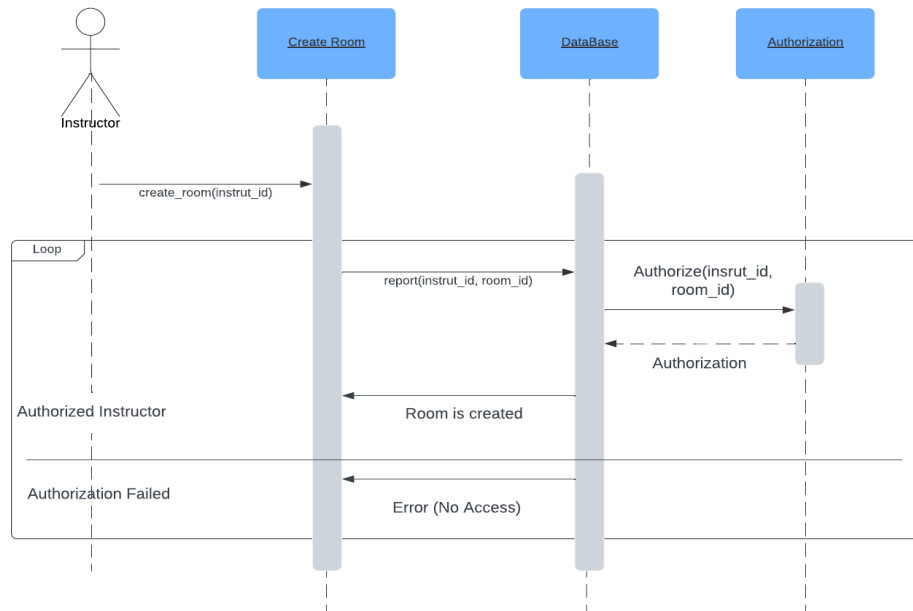 Create Room
DataBase
Authorization
Instructor
create_room(instrut_id)
Loop
report(instrut_id, room_id)
Authorize(insrut_id,
room_id)
Authorization
Authorized Instructor
Room is created
Authorization Failed
Error (No Access)